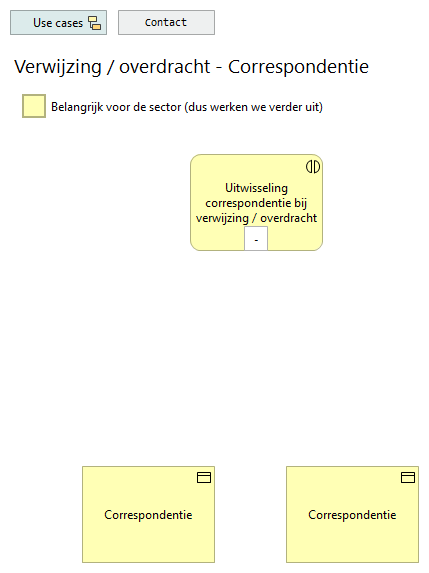 Use cases
Contact
Verwijzing / overdracht - Correspondentie
Belangrijk voor de sector (dus werken we verder uit)
Uitwisseling
correspondentie bij
verwijzing / overdracht
-
Correspondentie
Correspondentie